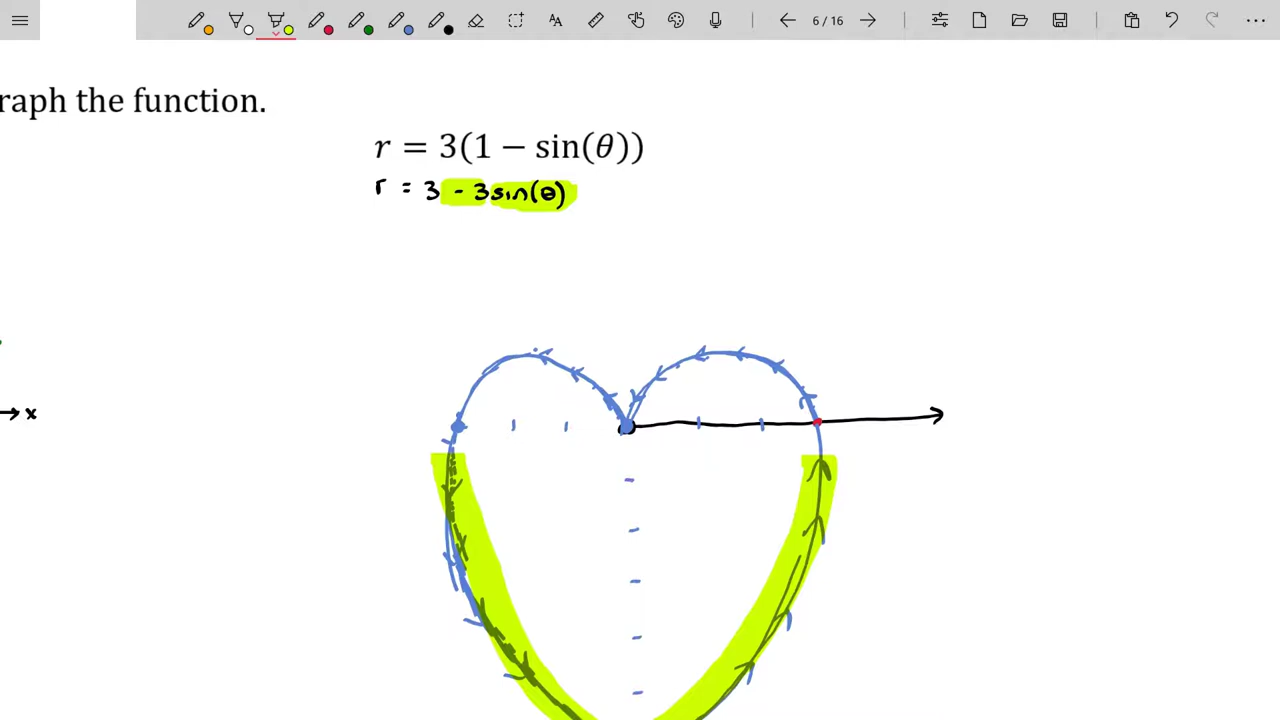 6 / 16
raph the function.
r = 3(1 − sin(θ))
r = 3 - 3sin(θ)
x